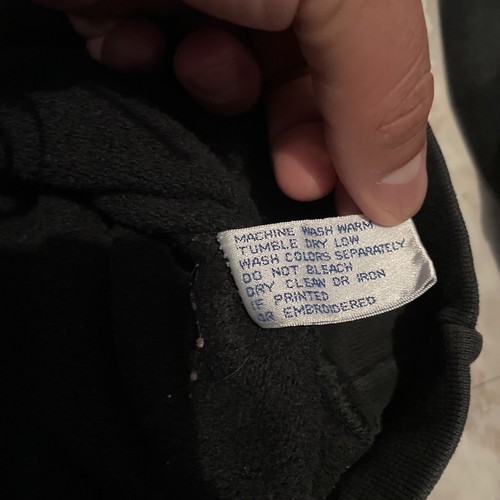 MACHINE WASH WARM
TUMBLE DRY LOW
WASH COLORS SEPARATELY
DO NOT BLEACH
DRY CLEAN OR IRON
IF PRINTED
OR EMBROIDERED